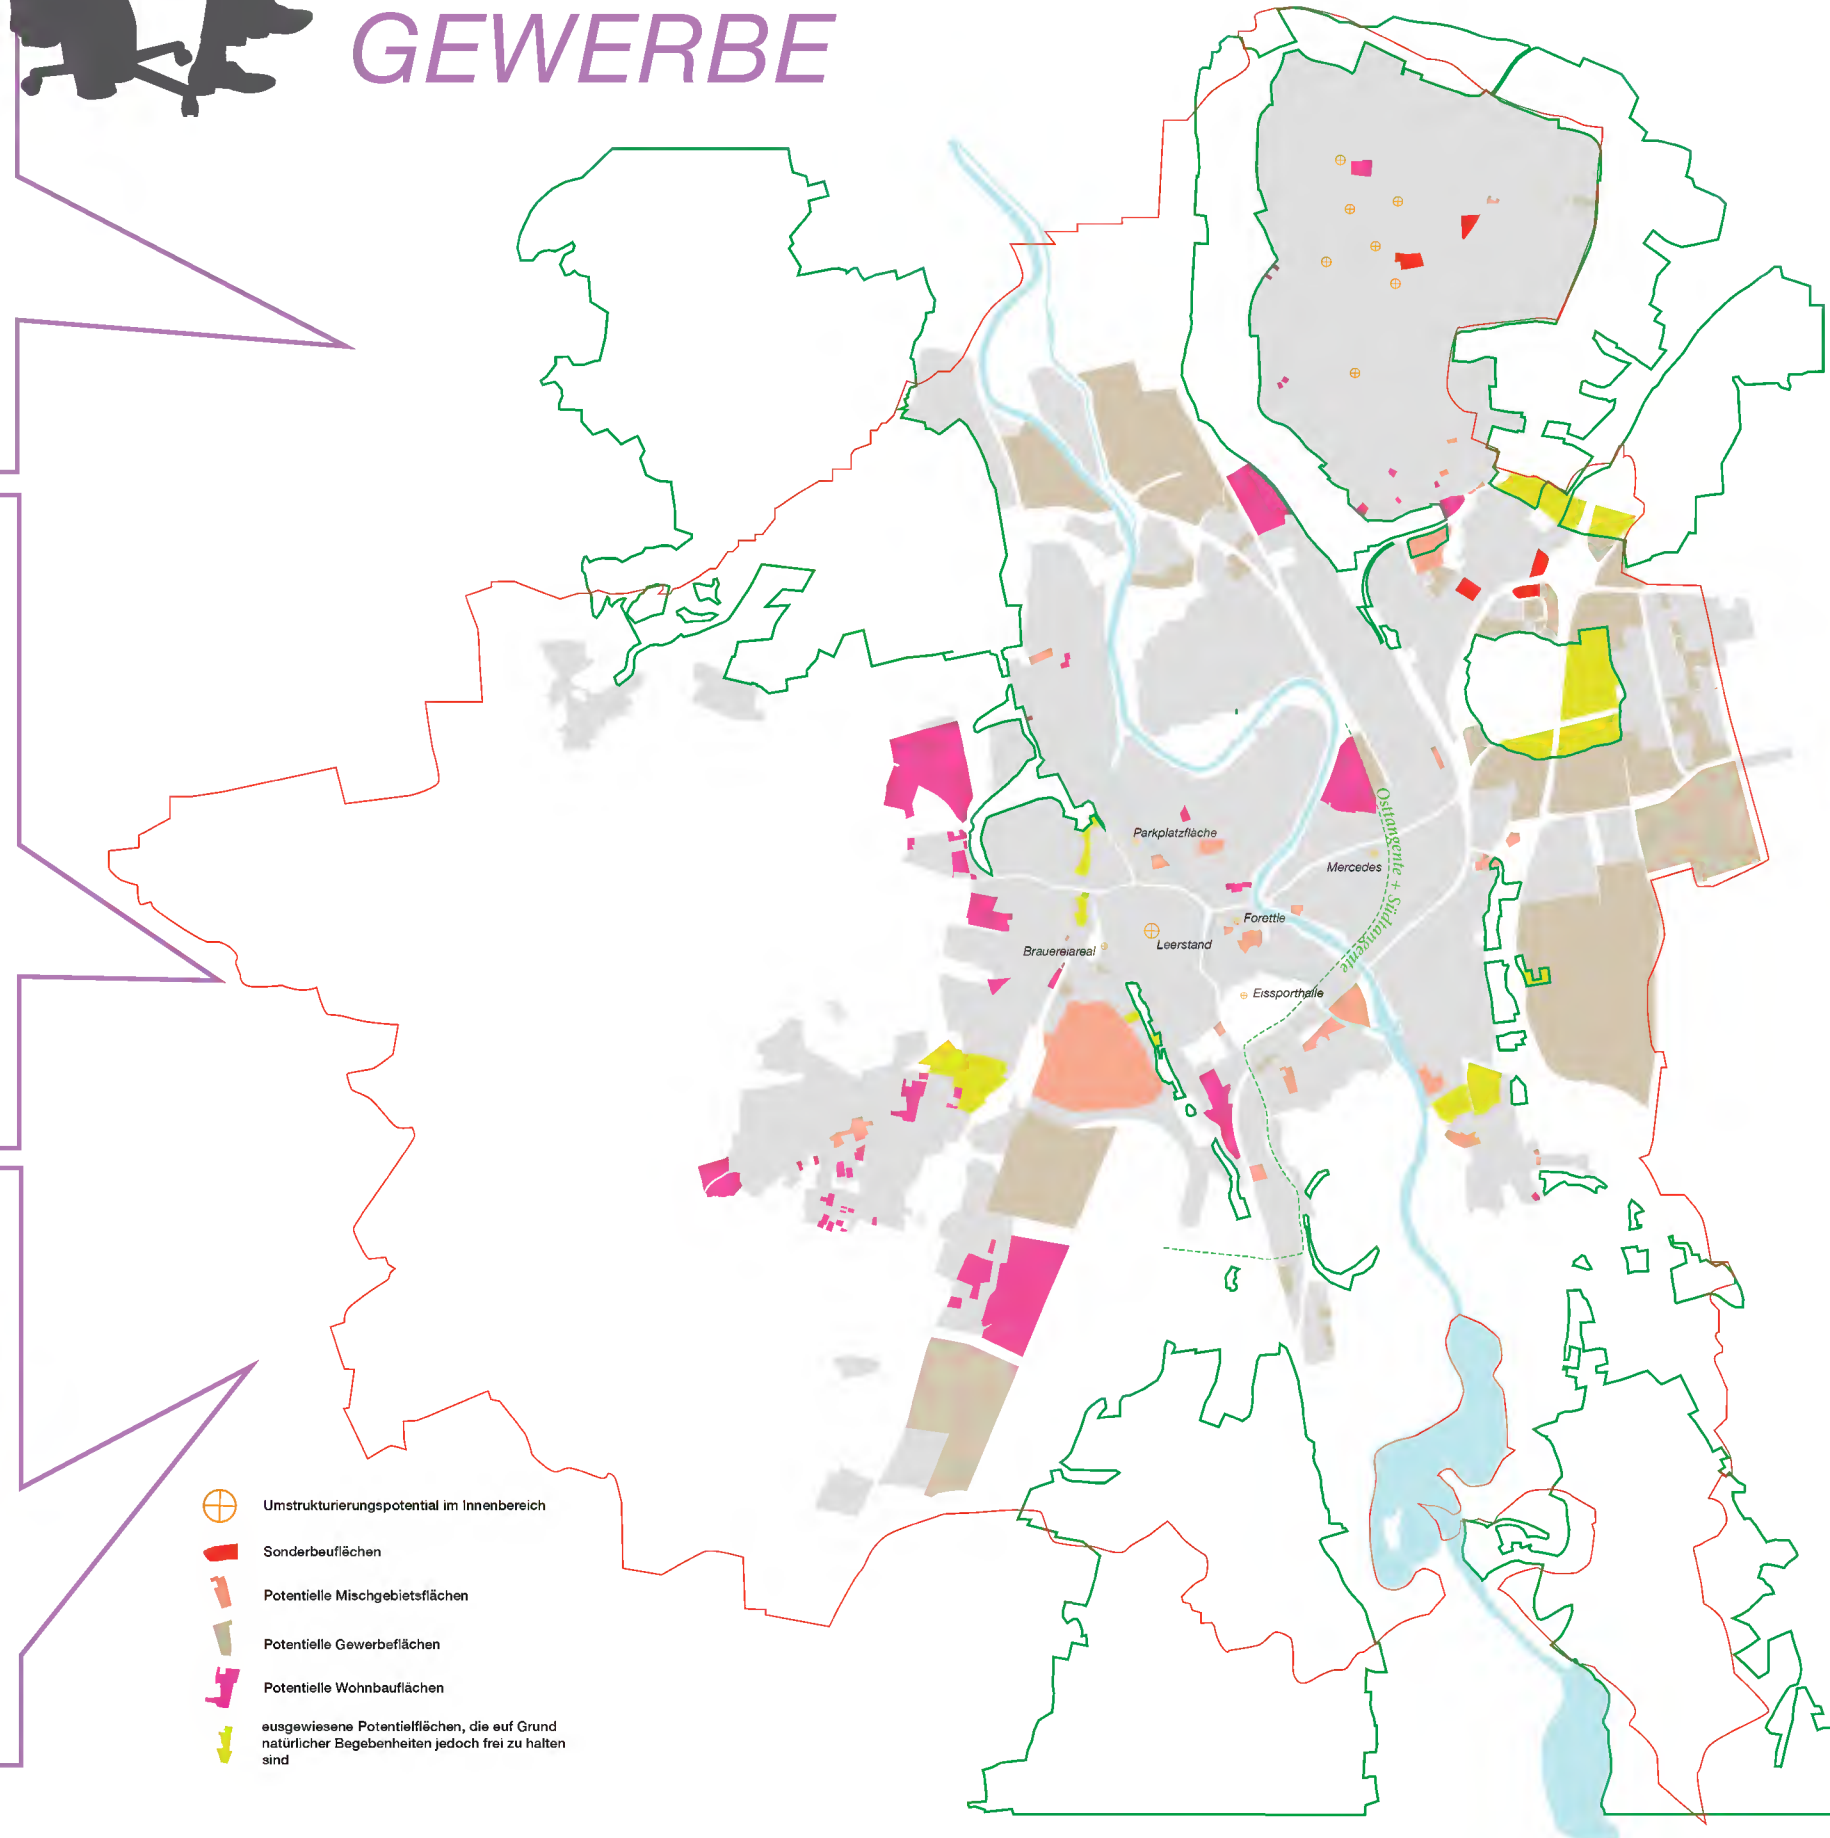 GEWERBE
Parkplatzfläche
Mercedes
Osttangente + Südtangente
Forettle
Brauereiareal
Leerstand
Eissporthalle
Umstrukturierungspotential im Innenbereich
Sonderbeuflächen
Potentielle Mischgebietsflächen
Potentielle Gewerbeflächen
Potentielle Wohnbauflächen
eusgewiesene Potentielflächen, die euf Grund
natürlicher Begebenheiten jedoch frei zu halten
sind